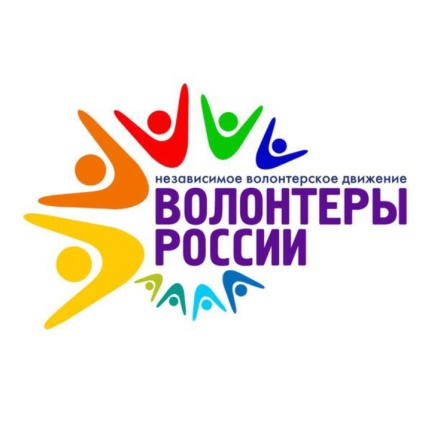 независимое волонтерское движение
ВОЛОНТЕРЫ
РОССИИ